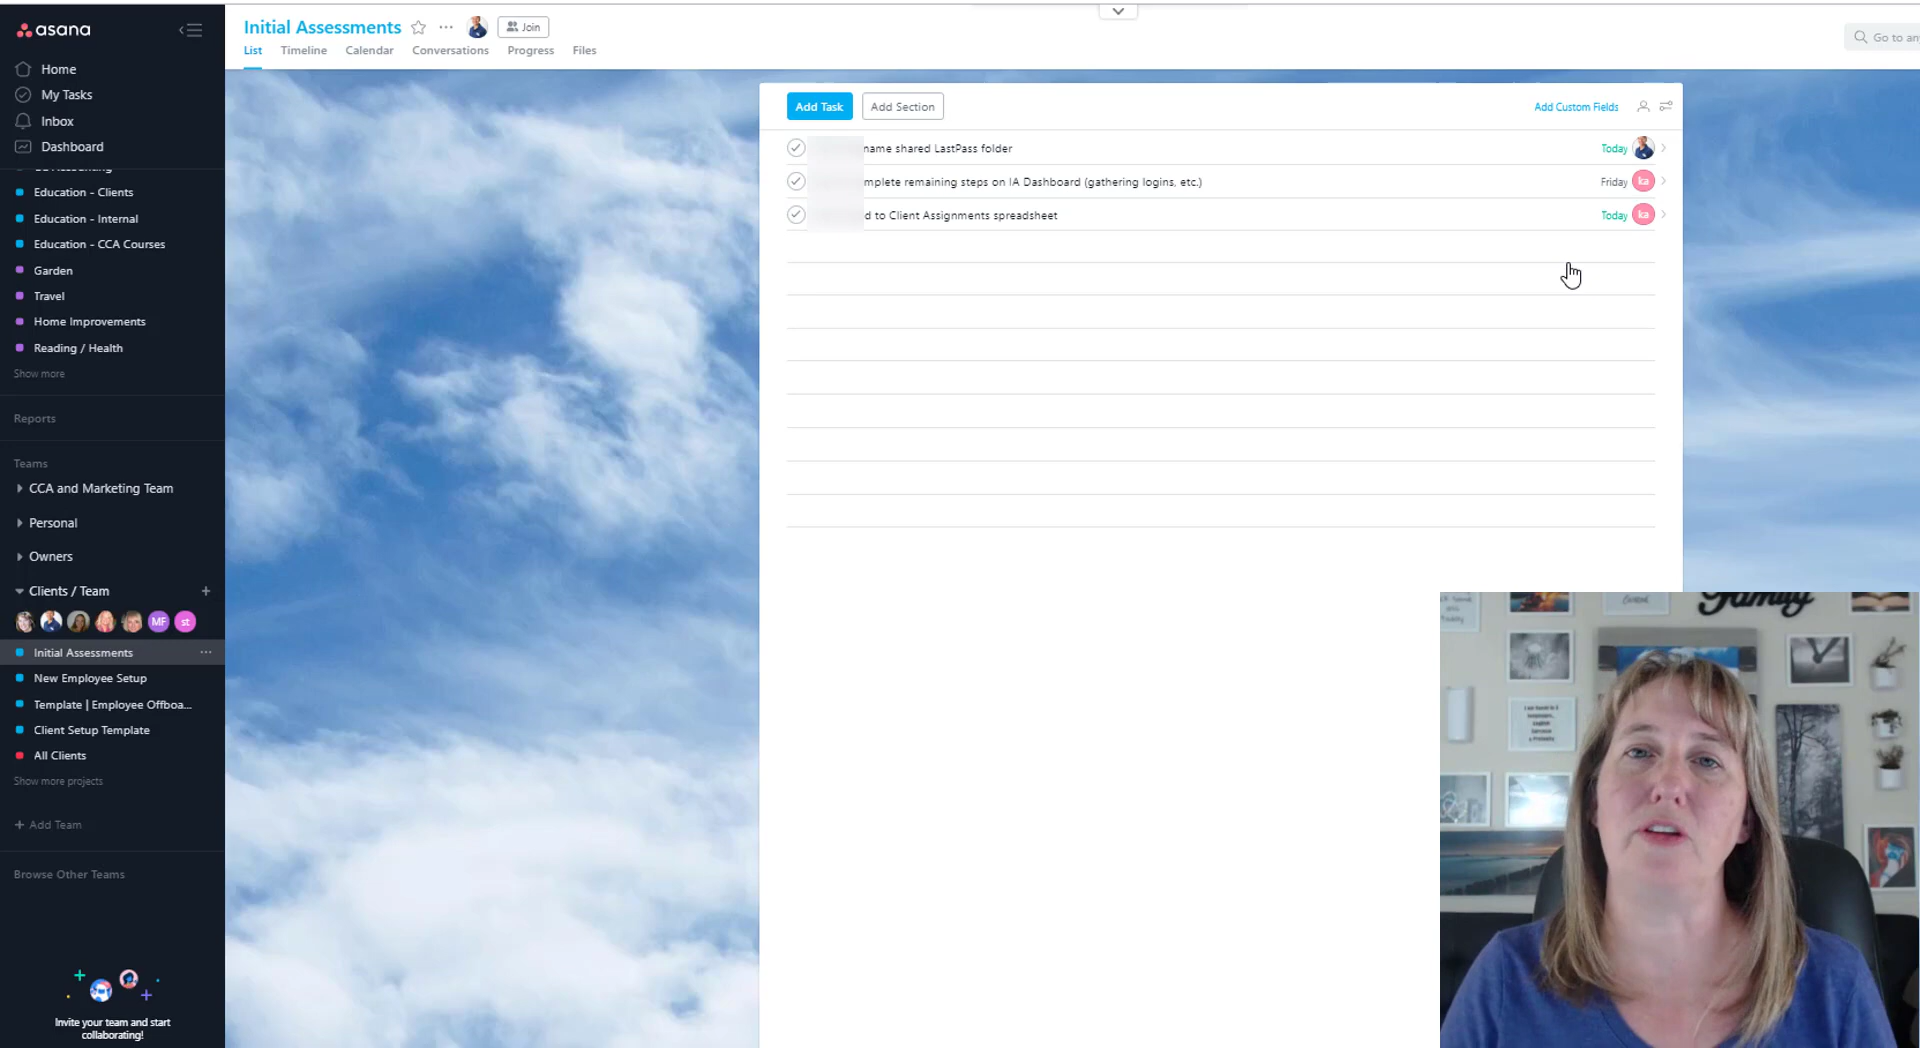 asana
Initial Assessments
Join
Go to an
List
Timeline
Calendar
Conversations
Progress
Files
Home
My Tasks
Inbox
Dashboard
Education - Clients
Education - Internal
Education - CCA Courses
Garden
Travel
Home Improvements
Reading / Health
Show more
Reports
Teams
CCA and Marketing Team
Personal
Owners
Clients / Team
MF
st
Initial Assessments
New Employee Setup
Template | Employee Offboa...
Client Setup Template
All Clients
Show more projects
Add Team
Browse Other Teams
Invite your team and start
collaborating!
Add Task
Add Section
Add Custom Fields
name shared LastPass folder
Today
mplete remaining steps on IA Dashboard (gathering logins, etc.)
Friday
ka
d to Client Assignments spreadsheet
Today
ka
Family